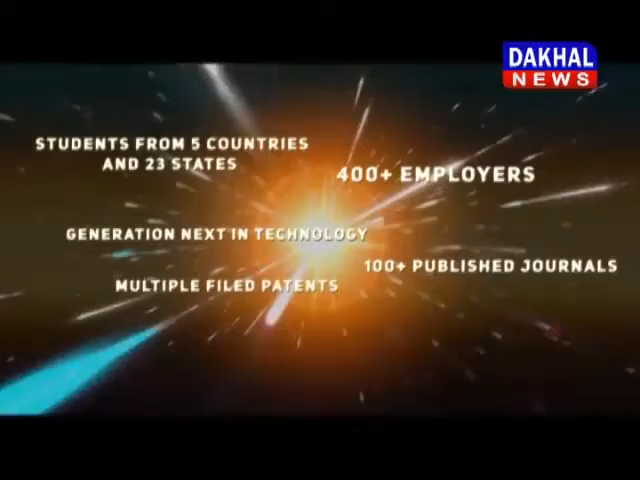 DAKHAL
NEWS
STUDENTS FROM 5 COUNTRIES
AND 23 STATES
400+ EMPLOYERS
GENERATION NEXT IN TECHNOLOGY
100+ PUBLISHED JOURNALS
MULTIPLE FILED PATENTS